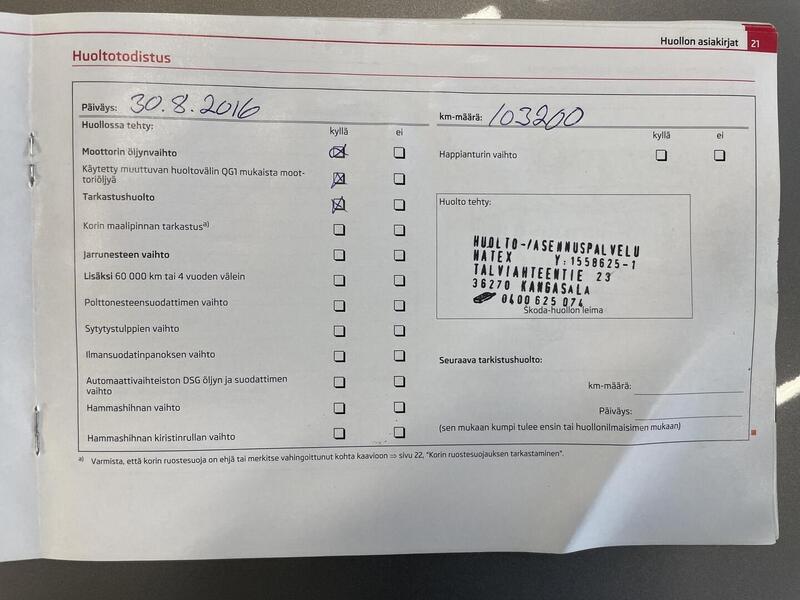 Huollon asiakirjat 21
Huoltotodistus
Päiväys: 30.8.2016
km-määrä: 103200
Huollossa tehty: kyllä ei
Moottorin öljynvaihto
Käytetty muuttuvan huoltovälin QG1 mukaista moot-
toriöljyä
Tarkastushuolto
Korin maalipinnan tarkastus a)
Jarrunesteen vaihto
Lisäksi 60 000 km tai 4 vuoden välein
Polttonesteensuodattimen vaihto
Sytytystulppien vaihto
Ilmansuodatinpanoksen vaihto
Automaattivaihteiston DSG öljyn ja suodattimen
vaihto
Hammashihnan vaihto
Hammashihnan kiristinrullan vaihto
kyllä ei
Happianturin vaihto
Huolto tehty:
HUOLTO-/ASENNUSPALVELU
NATEX Y:1558625-1
TALVIAHTEENTIE 23
36270 KANGASALA
0400 625 074
Škoda-huollon leima
Seuraava tarkistushuolto:
km-määrä:
Päiväys:
(sen mukaan kumpi tulee ensin tai huollonilmaisimen mukaan)
a) Varmista, että korin ruostesuoja on ehjä tai merkitse vahingoittunut kohta kaavioon ⇒ sivu 22, "Korin ruostesuojauksen tarkastaminen".